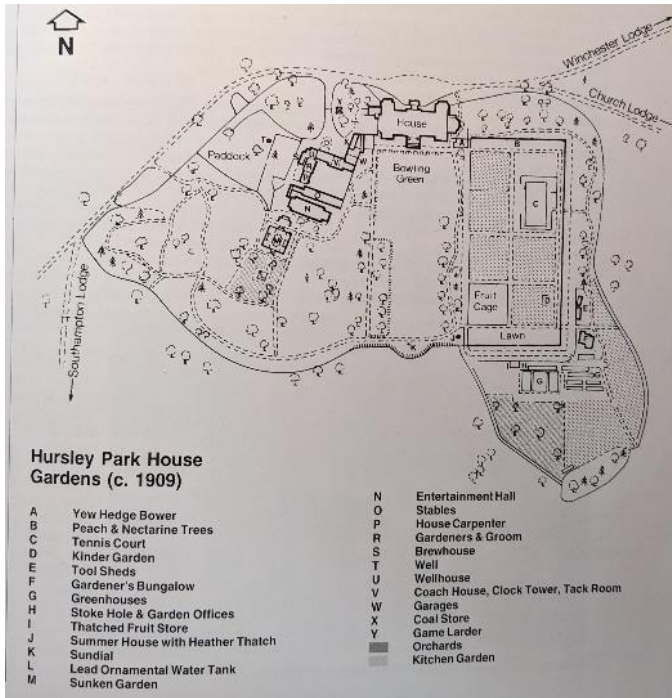 N
Winchester Lodge
Church Lodge
House
Y
R
T
Paddock
Bowling
Green
A
B
C
W
O
N
M
Fruit
Cage
D
E
Lawn
J
K
G
Southampton Lodge
Hursley Park House
Gardens (c. 1909)
A Yew Hedge Bower
B Peach & Nectarine Trees
C Tennis Court
D Kinder Garden
E Tool Sheds
F Gardener's Bungalow
G Greenhouses
H Stoke Hole & Garden Offices
I Thatched Fruit Store
J Summer House with Heather Thatch
K Sundial
L Lead Ornamental Water Tank
M Sunken Garden
N Entertainment Hall
O Stables
P House Carpenter
R Gardeners & Groom
S Brewhouse
T Well
U Wellhouse
V Coach House, Clock Tower, Tack Room
W Garages
X Coal Store
Y Game Larder
Orchards
Kitchen Garden